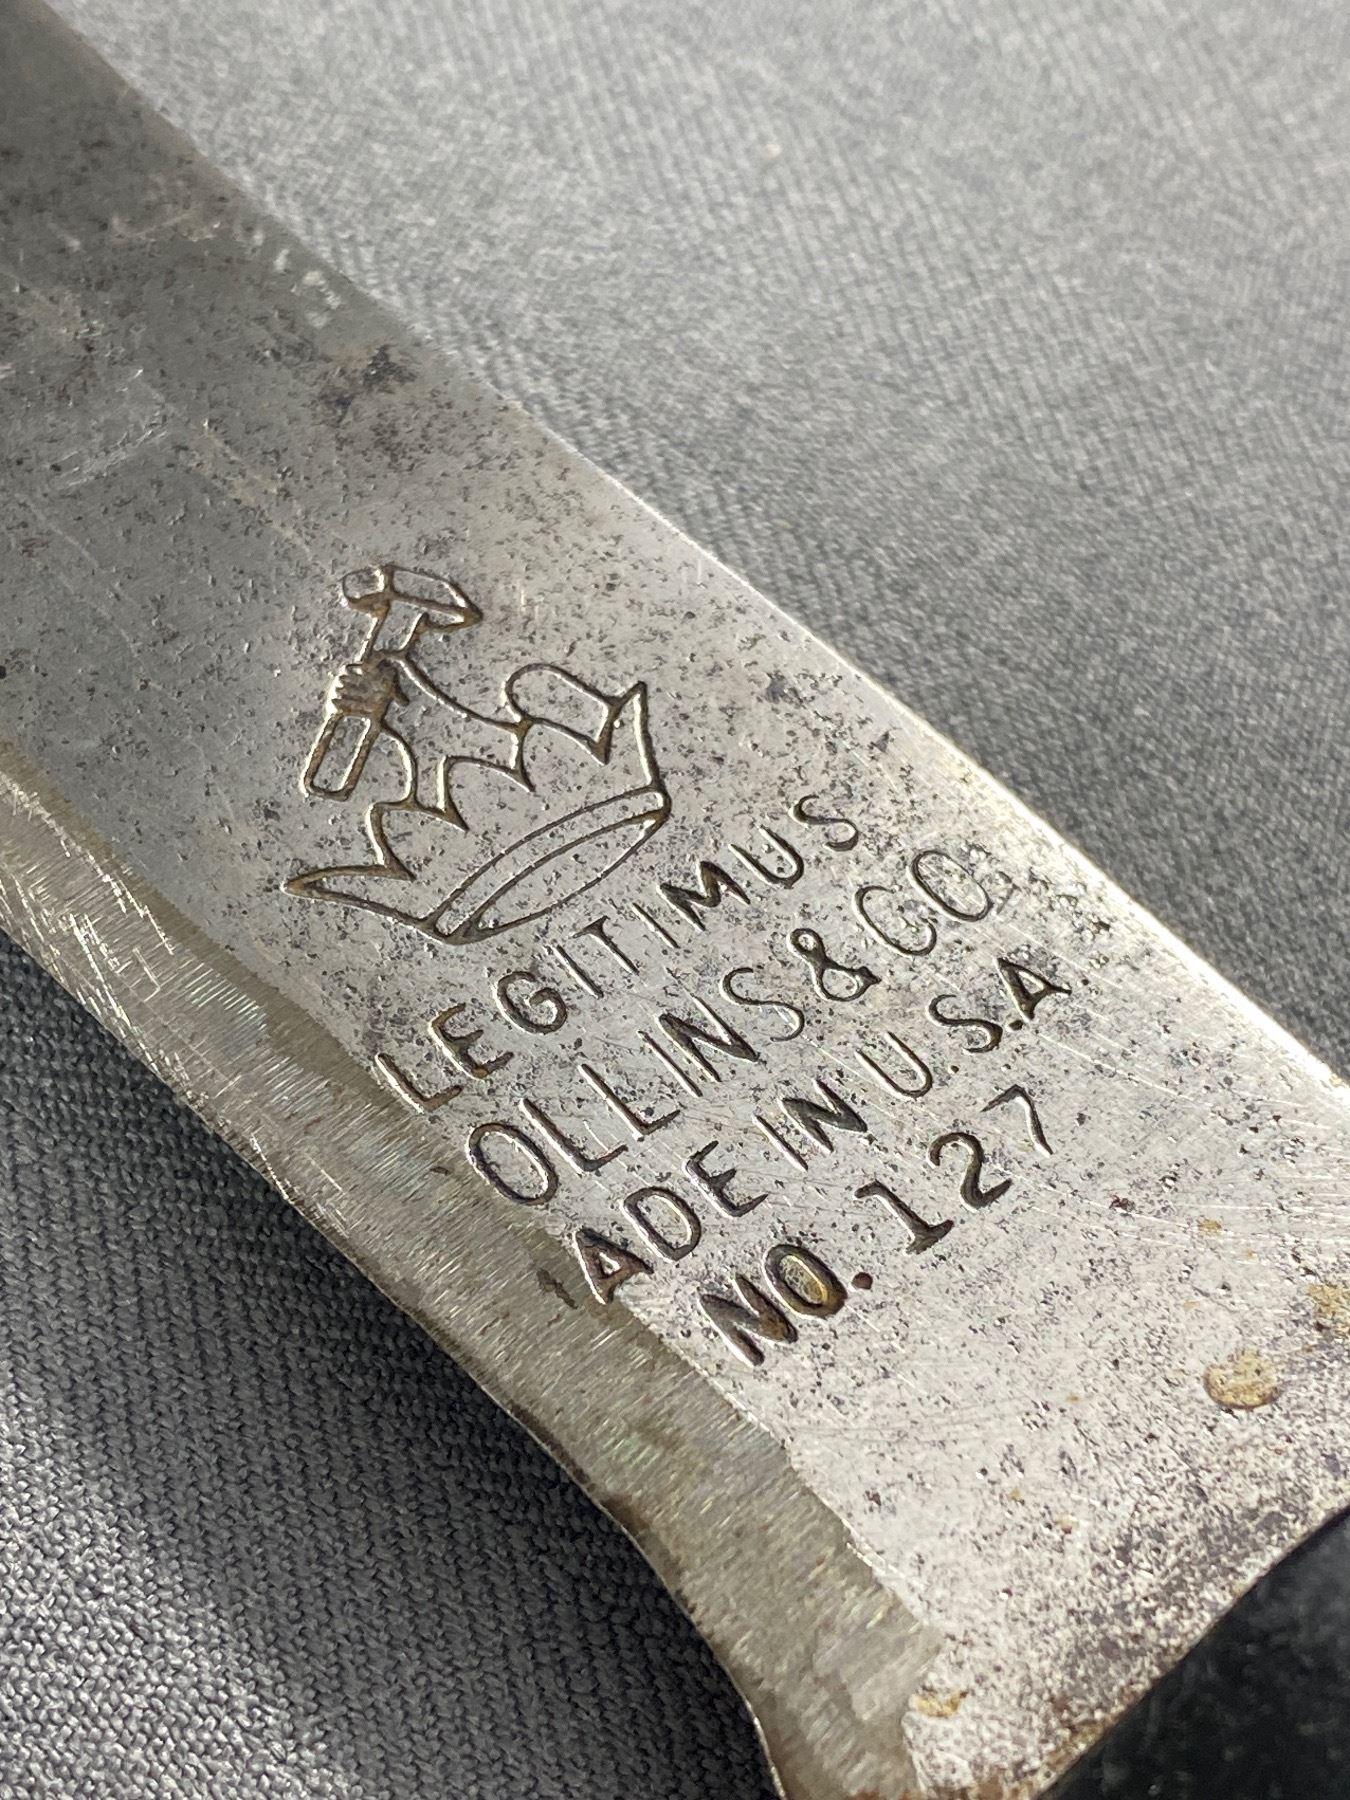 LEGITIMUS
OLLINS & CO
ADE IN U.S.A.
NO. 127